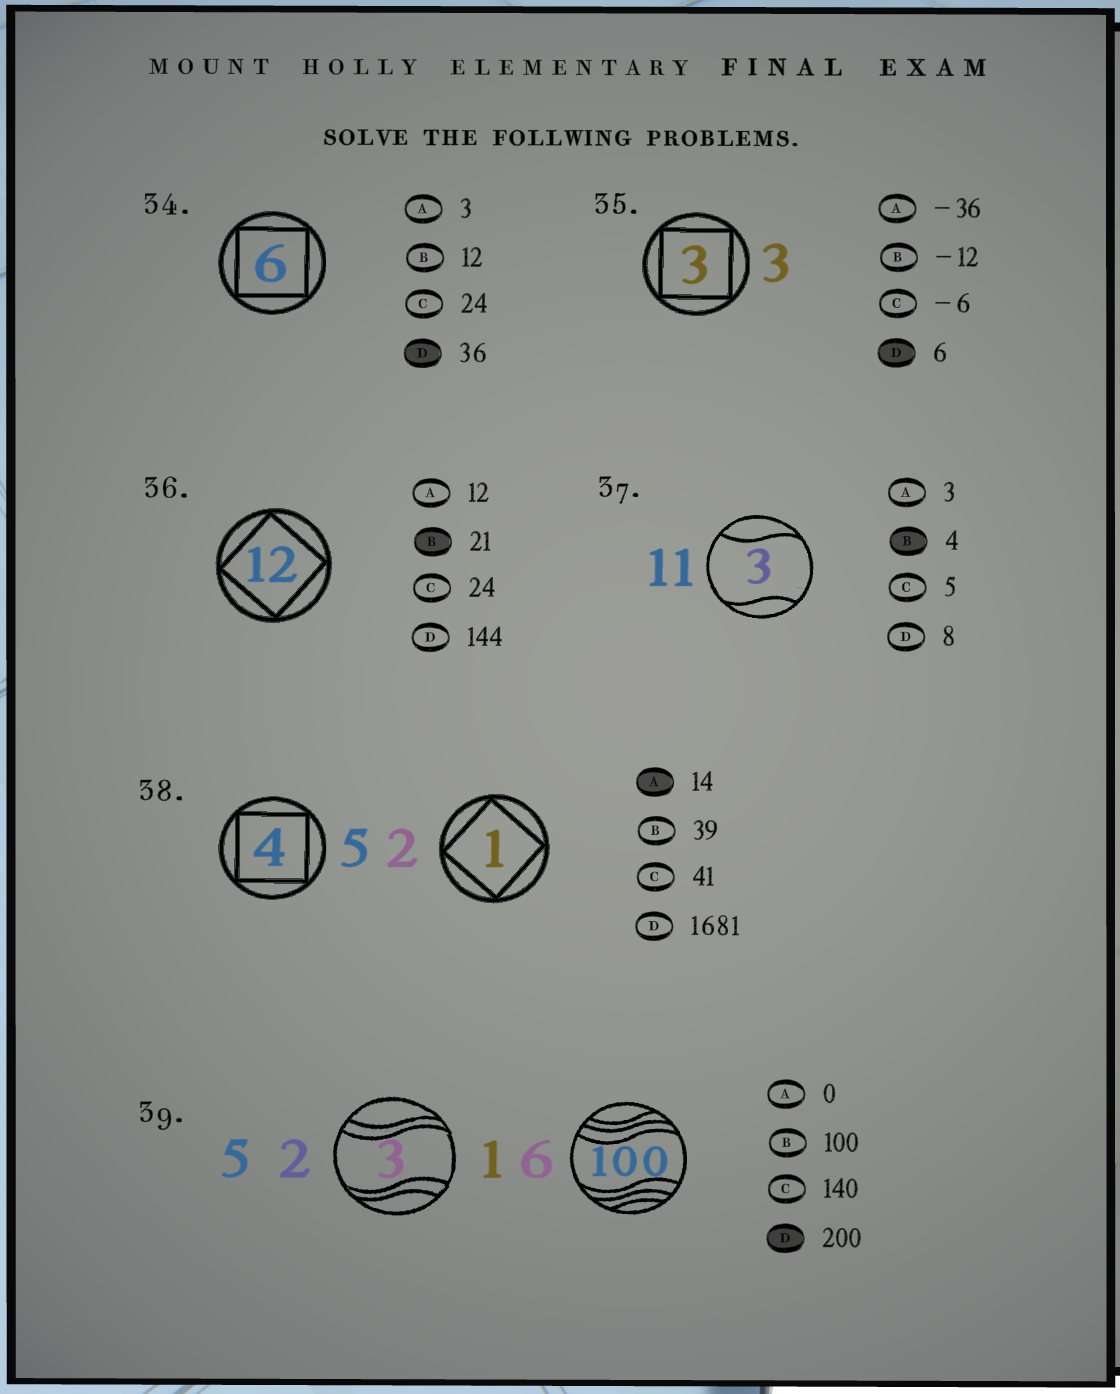 MOUNT HOLLY ELEMENTARY FINAL EXAM
SOLVE THE FOLLWING PROBLEMS.
34.
6
A 3
B 12
C 24
D 36
35.
3 3
A −36
B −12
C −6
D 6
36.
12
A 12
B 21
C 24
D 144
37.
11 3
A 3
B 4
C 5
D 8
38.
4 5 2 1
A 14
B 39
C 41
D 1681
39.
5 2 3 1 6 100
A 0
B 100
C 140
D 200